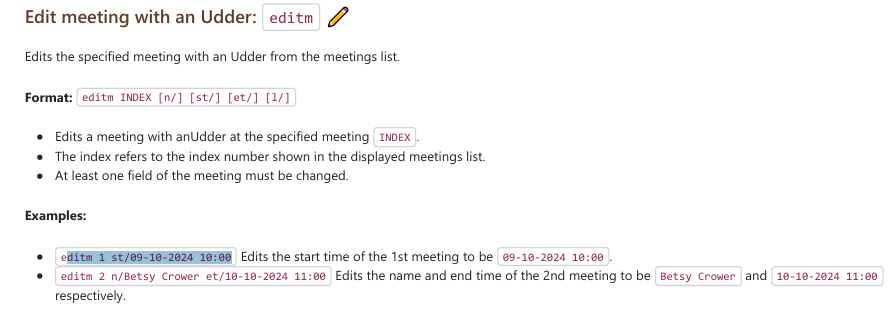 Edit meeting with an Udder: editm
Edits the specified meeting with an Udder from the meetings list.
Format: editm INDEX [n/] [st/] [et/] [l/]
Edits a meeting with anUdder at the specified meeting INDEX.
The index refers to the index number shown in the displayed meetings list.
At least one field of the meeting must be changed.
Examples:
editm 1 st/09-10-2024 10:00 Edits the start time of the 1st meeting to be 09-10-2024 10:00.
editm 2 n/Betsy Crower et/10-10-2024 11:00 Edits the name and end time of the 2nd meeting to be Betsy Crower and 10-10-2024 11:00
respectively.